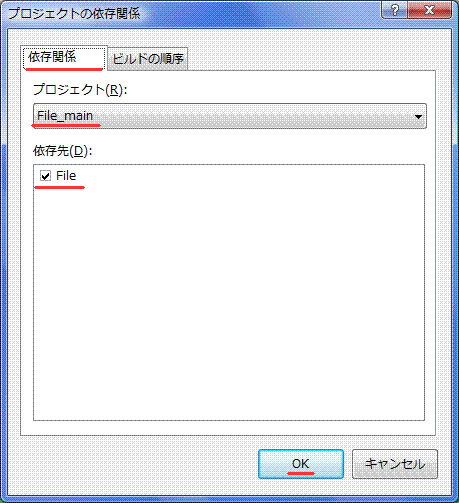 プロジェクトの依存関係
依存関係 ビルドの順序
プロジェクト(R):
File_main
依存先(D):
File
OK キャンセル